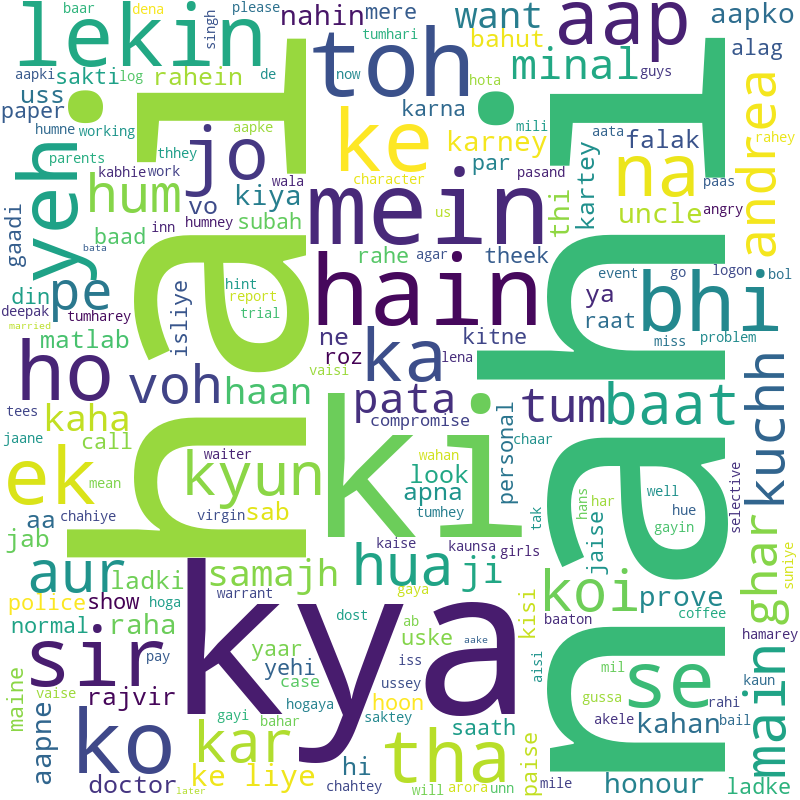 baar
dena
please
lekin
singh
nahin
mere
want
aap
aapko
toh
tumhari
bahut
minal
alag
aapki
sakti
log
rahein
de
now
hota
guys
uss
paper
karna
mili
aata
rahey
humne
working
thhey
aapke
ke
karney
falak
andrea
parents
kabhie
work
jo
par
pasand
na
paas
yeh
hum
wala
character
mein
kartey
vo
kiya
us
thi
uncle
angry
gaadi
inn
humney
subah
baad
bata
rahe
agar
theek
event
go
logon
bol
hai
hain
nahi
din
pe
isliye
hint
report
trial
ya
bhi
deepak
tumharey
married
matlab
ne
roz
ka
kitne
raat
miss
problem
ho
voh
haan
vaisi
lena
pata
tum
baat
kuchh
tees
kaha
compromise
personal
chaar
jaane
call
ki
ek
mean
waiter
kyun
look
wahan
apna
selective
well
hans
har
hue
gayin
aa
chahiye
virgin
sab
tumhey
tak
jaise
jab
kaise
kaunsa
girls
ghar
suniye
aur
ladki
samajh
hua
ji
koi
prove
coffee
police
show
hoga
warrant
gaya
kisi
baaton
hamarey
normal
raha
kya
dost
ab
uske
sir
yaar
yehi
iss
aake
aisi
mil
se
main
kaun
maine
vaise
pay
case
ussey
hoon
gussa
rahi
rajvir
hogaya
akele
kahan
bail
aapne
ko
gayi
bahar
saktey
saath
paise
kar
tha
doctor
ke liye
hi
chahtey
will
arora
unn
mile
honour
ladke
later